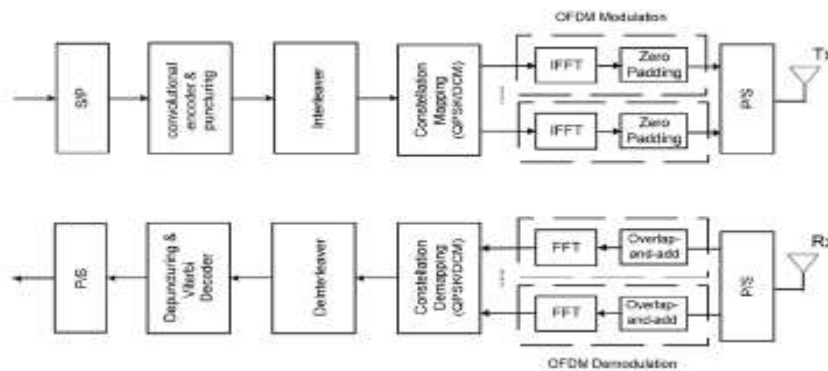 OFDM Modulation
S/P
convolutional
encoder &
puncturing
Interleaver
Constellation
Mapping
(QPSK/DCM)
IFFT
Zero
Padding
IFFT
Zero
Padding
P/S
Tx
P/S
Depuncuring &
Viterbi
Decoder
Deinterleaver
Constellation
Demapping
(QPSK/DCM)
FFT
Overlap-
and-add
FFT
Overlap-
and-add
P/S
Rx
OFDM Demodulation